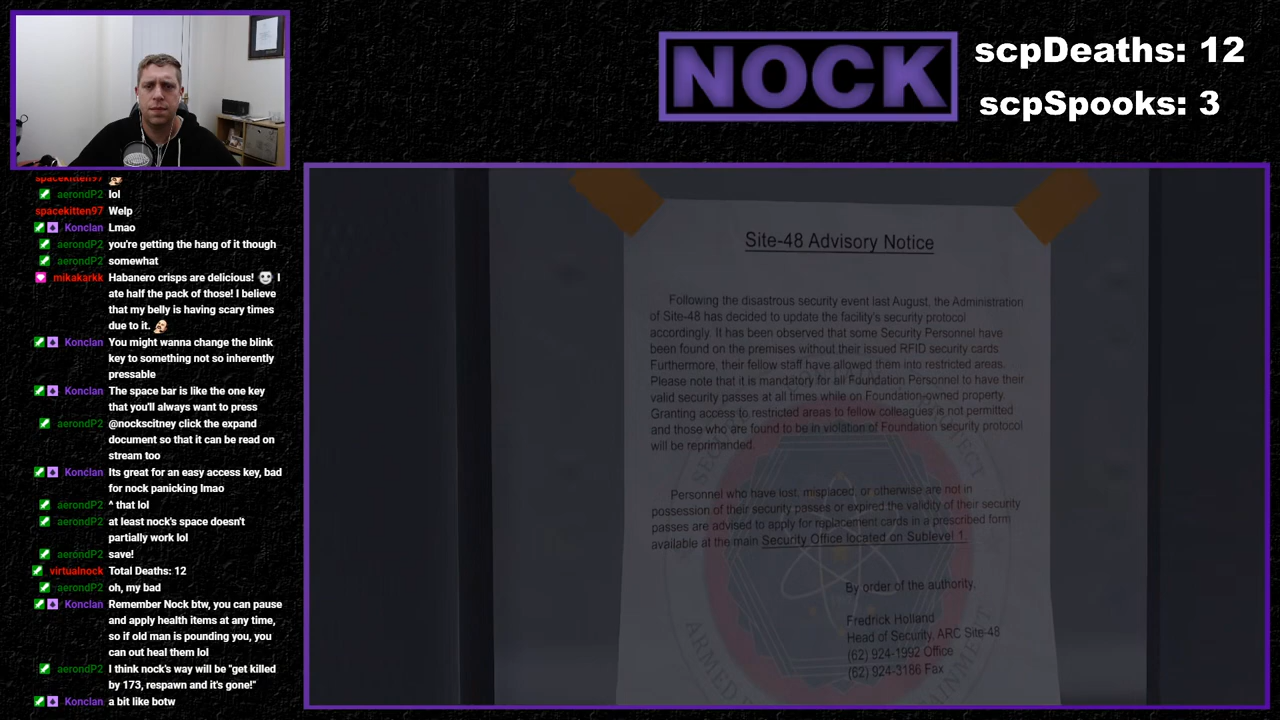 NOCK
scpDeaths: 12
scpSpooks: 3
spacekitten97
aerondP2 lol
spacekitten97 Welp
Konclan Lmao
aerondP2 you're getting the hang of it though
aerondP2 somewhat
mikakarkk Habanero crisps are delicious! I
ate half the pack of those! I believe
that my belly is having scary times
due to it.
Konclan You might wanna change the blink
key to something not so inherently
pressable
Konclan The space bar is like the one key
that you'll always want to press
aerondP2 @nockscitney click the expand
document so that it can be read on
stream too
Konclan Its great for an easy access key, bad
for nock panicking lmao
aerondP2 ^ that lol
aerondP2 at least nock's space doesn't
partially work lol
aerondP2 save!
virtualnock Total Deaths: 12
aerondP2 oh, my bad
Konclan Remember Nock btw, you can pause
and apply health items at any time,
so if old man is pounding you, you
can out heal them lol
aerondP2 I think nock's way will be "get killed
by 173, respawn and it's gone!"
Konclan a bit like botw
Site-48 Advisory Notice
Following the disastrous security event last August, the Administration
of Site-48 has decided to update the facility's security protocol
accordingly. It has been observed that some Security Personnel have
been found on the premises without their issued RFID security cards.
Furthermore, their fellow staff have allowed them into restricted areas.
Please note that it is mandatory for all Foundation Personnel to have their
valid security passes at all times while on Foundation-owned property.
Granting access to restricted areas to fellow colleagues is not permitted
and those who are found to be in violation of Foundation security protocol
will be reprimanded.
Personnel who have lost, misplaced, or otherwise are not in
possession of their security passes or expired the validity of their security
passes are advised to apply for replacement cards in a prescribed form
available at the main Security Office located on Sublevel 1.
By order of the authority,
Fredrick Holland
Head of Security, ARC Site-48
(62) 924-1992 Office
(62) 924-3186 Fax